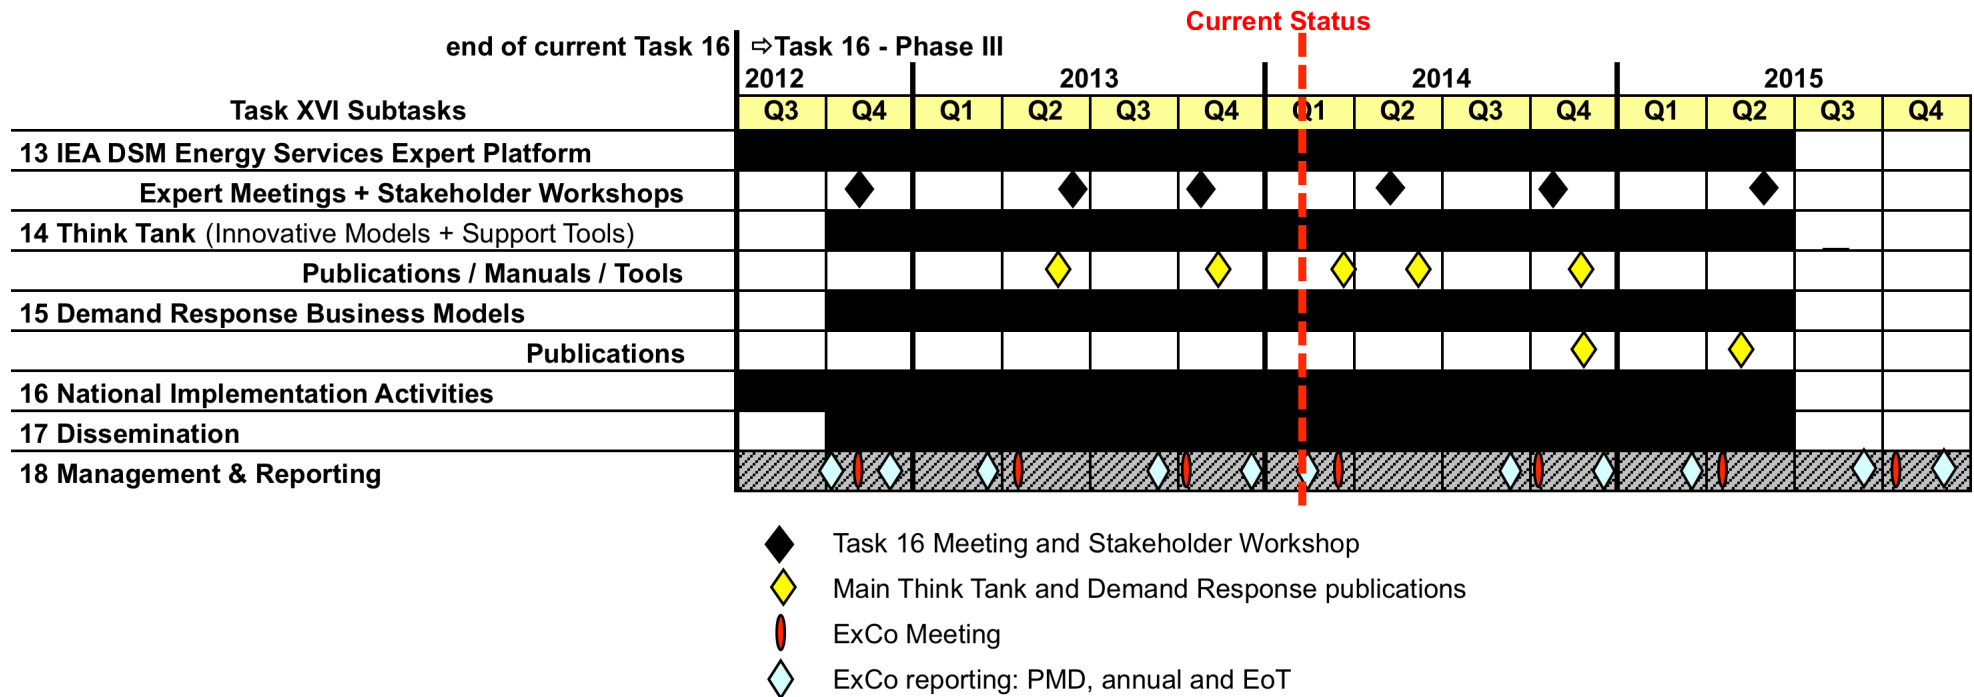 Current Status
end of current Task 16 ⇨Task 16 - Phase III
2012 2013 2014 2015
Task XVI Subtasks Q3 Q4 Q1 Q2 Q3 Q4 Q1 Q2 Q3 Q4 Q1 Q2 Q3 Q4
13 IEA DSM Energy Services Expert Platform
Expert Meetings + Stakeholder Workshops
14 Think Tank (Innovative Models + Support Tools)
Publications / Manuals / Tools
15 Demand Response Business Models
Publications
16 National Implementation Activities
17 Dissemination
18 Management & Reporting
Task 16 Meeting and Stakeholder Workshop
Main Think Tank and Demand Response publications
ExCo Meeting
ExCo reporting: PMD, annual and EoT